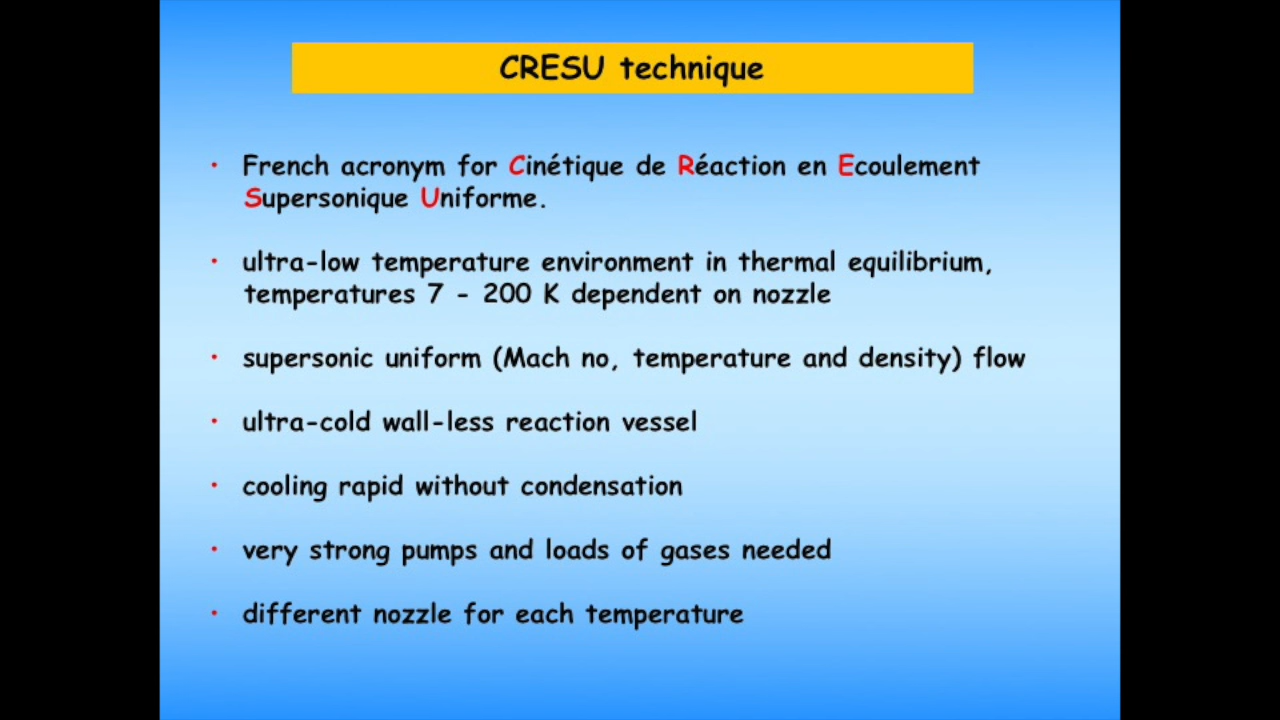 CRESU technique
• French acronym for Cinétique de Réaction en Ecoulement
Supersonique Uniforme.
• ultra-low temperature environment in thermal equilibrium,
temperatures 7 - 200 K dependent on nozzle
• supersonic uniform (Mach no, temperature and density) flow
• ultra-cold wall-less reaction vessel
• cooling rapid without condensation
• very strong pumps and loads of gases needed
• different nozzle for each temperature